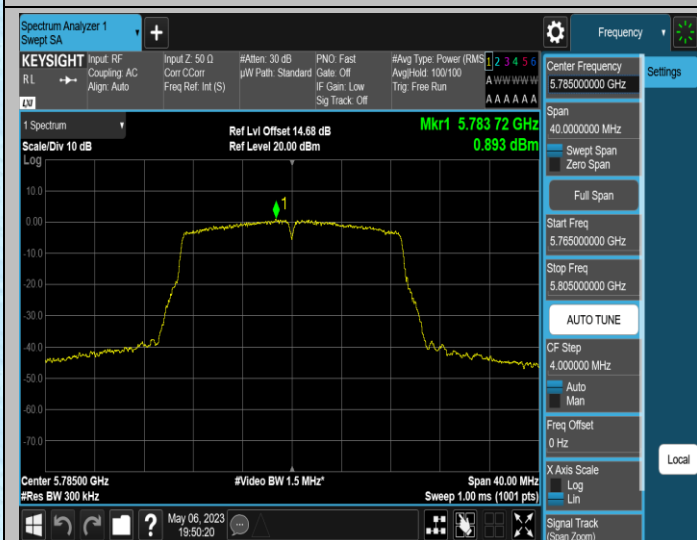 Spectrum Analyzer 1
Swept SA
Frequency
KEYSIGHT
RL
LXI
Input: RF
Coupling: AC
Align: Auto
Input Z: 50 Ω
Corr CCorr
Freq Ref: Int (S)
#Atten: 30 dB
µW Path: Standard
PNO: Fast
Gate: Off
IF Gain: Low
Sig Track: Off
#Avg Type: Power (RMS
Avg|Hold: 100/100
Trig: Free Run
1 2 3 4 5 6
A W W W W W
A A A A A A
1 Spectrum
Scale/Div 10 dB
Log
Ref Lvl Offset 14.68 dB
Ref Level 20.00 dBm
Mkr1 5.783 72 GHz
0.893 dBm
1
10.0
0.00
-10.0
-20.0
-30.0
-40.0
-50.0
-60.0
-70.0
Center 5.78500 GHz
#Res BW 300 kHz
#Video BW 1.5 MHz*
Span 40.00 MHz
Sweep 1.00 ms (1001 pts)
?
May 06, 2023
19:50:20
Center Frequency
5.785000000 GHz
Span
40.0000000 MHz
Swept Span
Zero Span
Full Span
Start Freq
5.765000000 GHz
Stop Freq
5.805000000 GHz
AUTO TUNE
CF Step
4.000000 MHz
Auto
Man
Freq Offset
0 Hz
X Axis Scale
Log
Lin
Signal Track
(Span Zoom)
Settings
Local